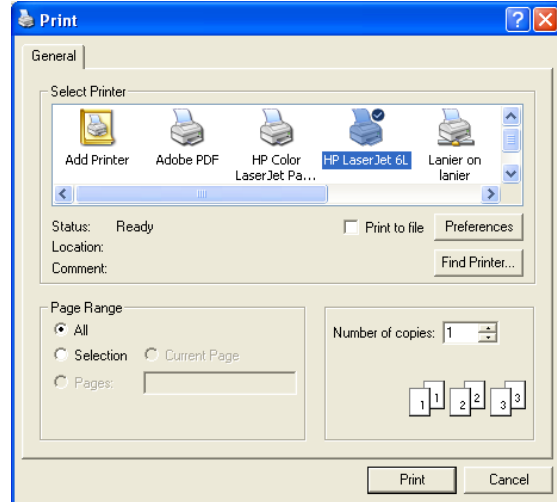 Print
General
Select Printer
Add Printer
Adobe PDF
HP Color
LaserJet Pa...
HP LaserJet 6L
Lanier on
lanier
Status: Ready
Print to file
Preferences
Location:
Comment:
Find Printer...
Page Range
All
Selection
Current Page
Pages:
Number of copies: 1
1 1 2 2 3 3
Print
Cancel